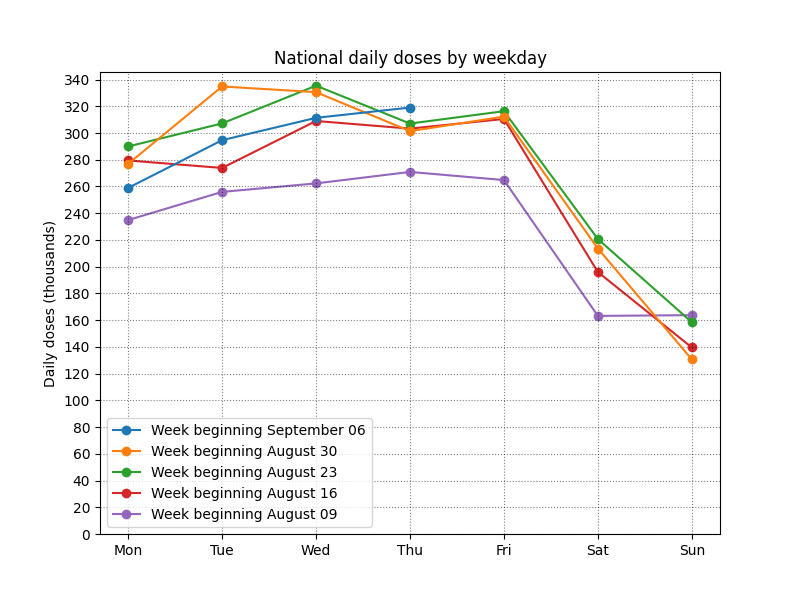 National daily doses by weekday
Daily doses (thousands)
340
320
300
280
260
240
220
200
180
160
140
120
100
80
60
40
20
0
Week beginning September 06
Week beginning August 30
Week beginning August 23
Week beginning August 16
Week beginning August 09
Mon Tue Wed Thu Fri Sat Sun